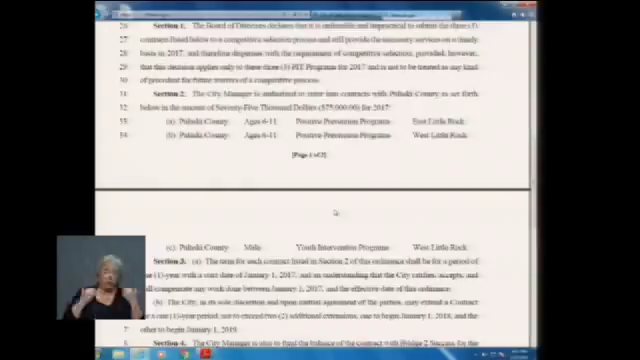 26 Section 1. The Board of Directors declares that it is unfeasible and impractical to submit the three (3)
27 contract listed below to a competitive selection process and still provide the necessary services on a timely
28 basis in 2017, and therefore dispenses with the requirement of competitive selection, provided, however,
29 that this decision applies only to these three (3) PIT Programs for 2017 and is not to be treated as any kind
30 of precedent for future waivers of a competitive process.
31 Section 2. The City Manager is authorized to enter into contracts with Pulaski County as set forth
32 below in the amount of Seventy-Five Thousand Dollars ($75,000.00) for 2017:
33 (a) Pulaski County Ages 6-11 Positive Prevention Programs East Little Rock
34 (b) Pulaski County Ages 6-11 Positive Prevention Programs West Little Rock
[Page 1 of 2]
(c) Pulaski County Male Youth Intervention Programs West Little Rock
Section 3. (a) The term for each contract listed in Section 2 of this ordinance shall be for a period of
(1)-year with a start date of January 1, 2017, and an understanding that the City ratifies, accepts, and
compensate any work done between January 1, 2017, and the effective date of this ordinance.
(b) The City, in its sole discretion and upon mutual agreement of the parties, may extend a Contract
(1)-year period, not to exceed two (2) additional extensions, one to begin January 1, 2018, and the
7 other to begin January 1, 2019.
8 Section 4. The City Manager is also to fund the balance of the contract with Bridge 2 Success for the